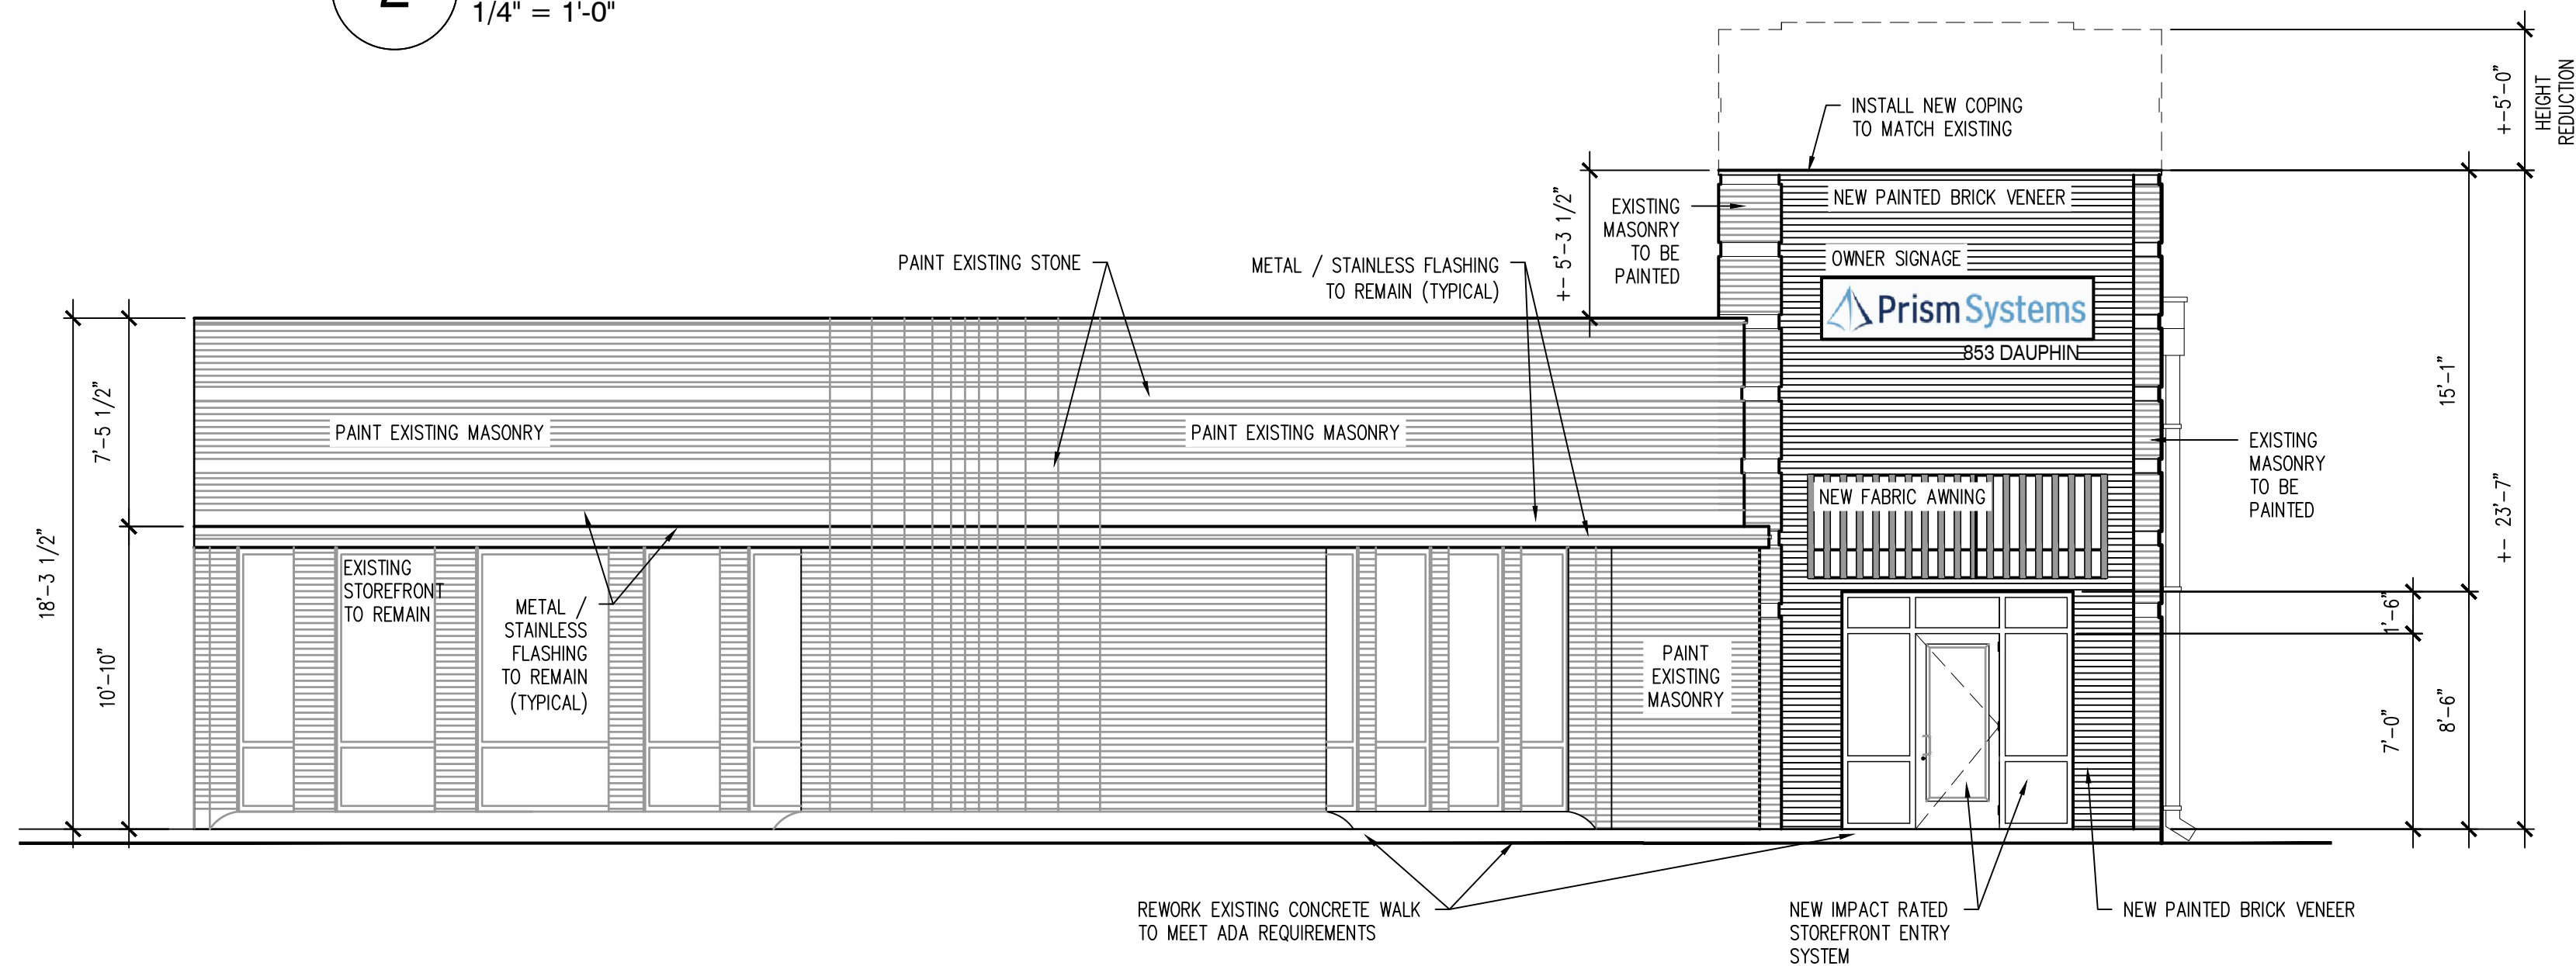 1/4" = 1'-0"
+-5'-0"
HEIGHT
REDUCTION
INSTALL NEW COPING
TO MATCH EXISTING
NEW PAINTED BRICK VENEER
EXISTING
MASONRY
TO BE
PAINTED
+- 5'-3 1/2"
OWNER SIGNAGE
PAINT EXISTING STONE
METAL / STAINLESS FLASHING
TO REMAIN (TYPICAL)
Prism Systems
853 DAUPHIN
7'-5 1/2"
PAINT EXISTING MASONRY
PAINT EXISTING MASONRY
15'-1"
EXISTING
MASONRY
TO BE
PAINTED
NEW FABRIC AWNING
+- 23'-7"
18'-3 1/2"
EXISTING
STOREFRONT
TO REMAIN
METAL /
STAINLESS
FLASHING
TO REMAIN
(TYPICAL)
10'-10"
PAINT
EXISTING
MASONRY
1'-6"
7'-0"
8'-6"
REWORK EXISTING CONCRETE WALK
TO MEET ADA REQUIREMENTS
NEW IMPACT RATED
STOREFRONT ENTRY
SYSTEM
NEW PAINTED BRICK VENEER